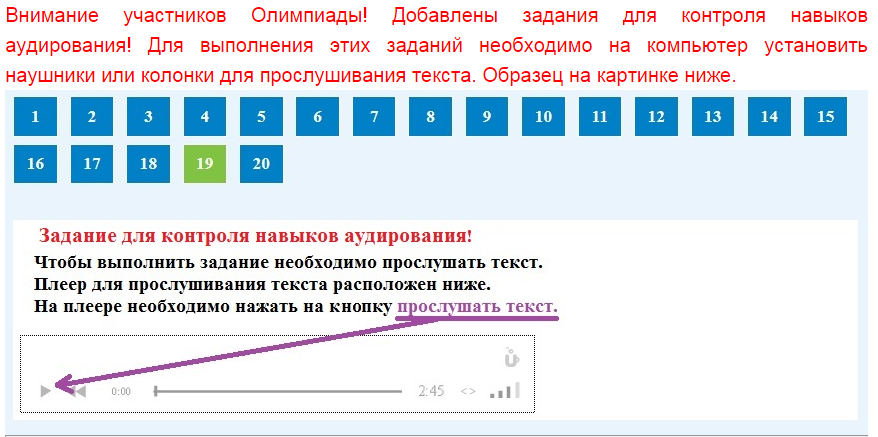 Внимание участников Олимпиады! Добавлены задания для контроля навыков
аудирования! Для выполнения этих заданий необходимо на компьютер установить
наушники или колонки для прослушивания текста. Образец на картинке ниже.
1 2 3 4 5 6 7 8 9 10 11 12 13 14 15
16 17 18 19 20
Задание для контроля навыков аудирования!
Чтобы выполнить задание необходимо прослушать текст.
Плеер для прослушивания текста расположен ниже.
На плеере необходимо нажать на кнопку прослушать текст.
0:00 2:45 <>